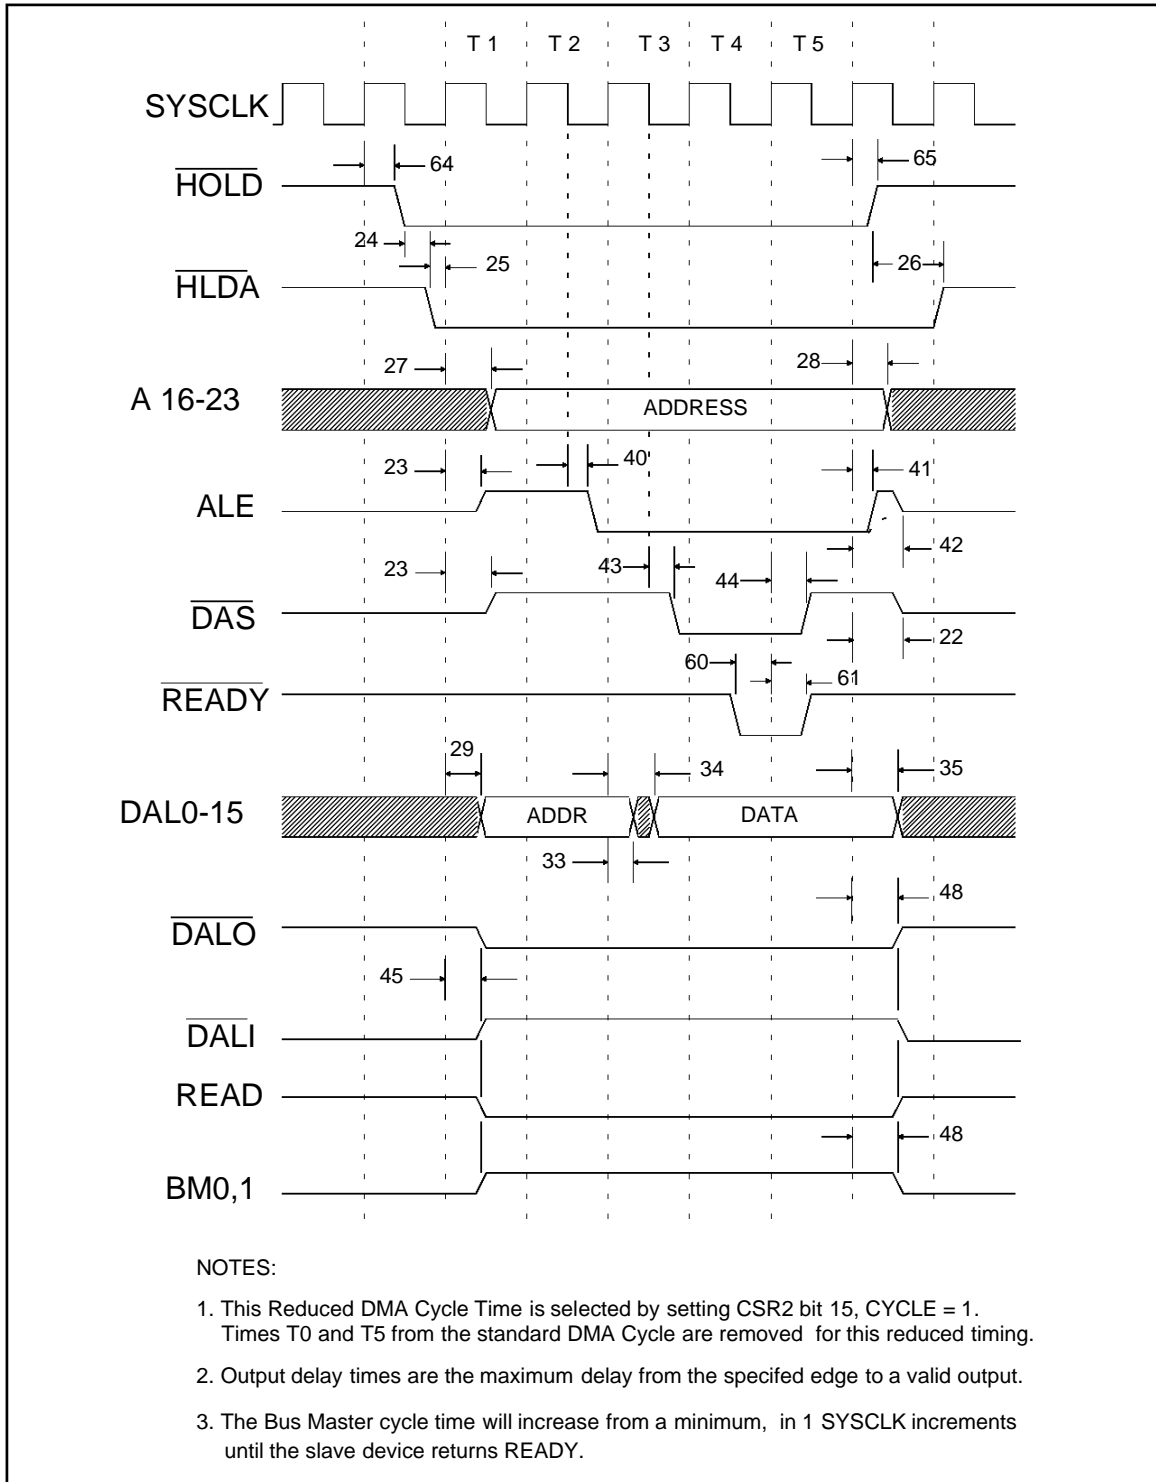 T 1 T 2 T 3 T 4 T 5
SYSCLK
64 65
HOLD
24 25 26
HLDA
27 28
A 16-23 ADDRESS
23 40 41
ALE
42
23 43 44
DAS
22
60 61
READY
29 34 35
DAL0-15 ADDR DATA
33
48
DALO
45
DALI
READ
48
BM0,1
NOTES:
1. This Reduced DMA Cycle Time is selected by setting CSR2 bit 15, CYCLE = 1.
Times T0 and T5 from the standard DMA Cycle are removed for this reduced timing.
2. Output delay times are the maximum delay from the specifed edge to a valid output.
3. The Bus Master cycle time will increase from a minimum, in 1 SYSCLK increments
until the slave device returns READY.